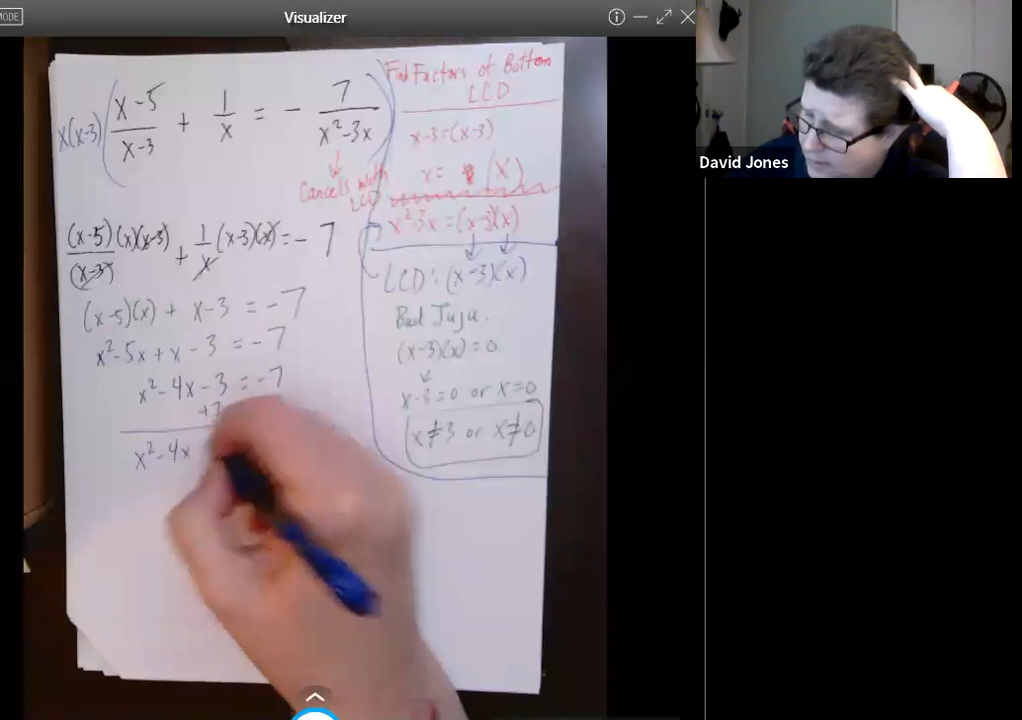 MODE
Visualizer
David Jones
x(x-3)( (x-5)/(x-3) + 1/x = - 7/(x²-3x) )
Cancels with
LCD
(x-5)/(x-3) (x)(x-3) + 1/x (x-3)(x) = - 7
(x-5)(x) + x-3 = -7
x²-5x+x-3 = -7
x²-4x-3 = -7
x²-4x
Find Factors of Bottom
LCD
x-3=(x-3)
x= (x)
x²-3x=(x-3)(x)
LCD: (x-3)(x)
Bad Juju.
(x-3)(x)=0
x-3=0 or x=0
x≠3 or x≠0